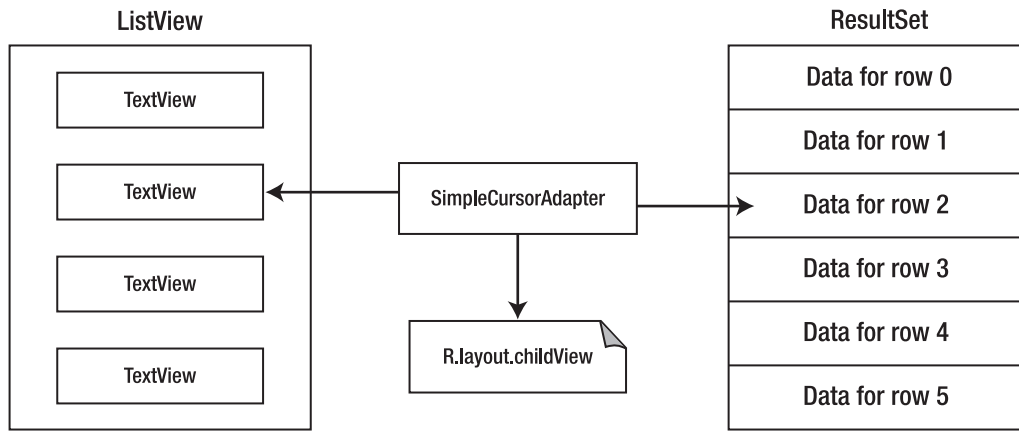 ListView
TextView
TextView
TextView
TextView
SimpleCursorAdapter
R.layout.childView
ResultSet
Data for row 0
Data for row 1
Data for row 2
Data for row 3
Data for row 4
Data for row 5